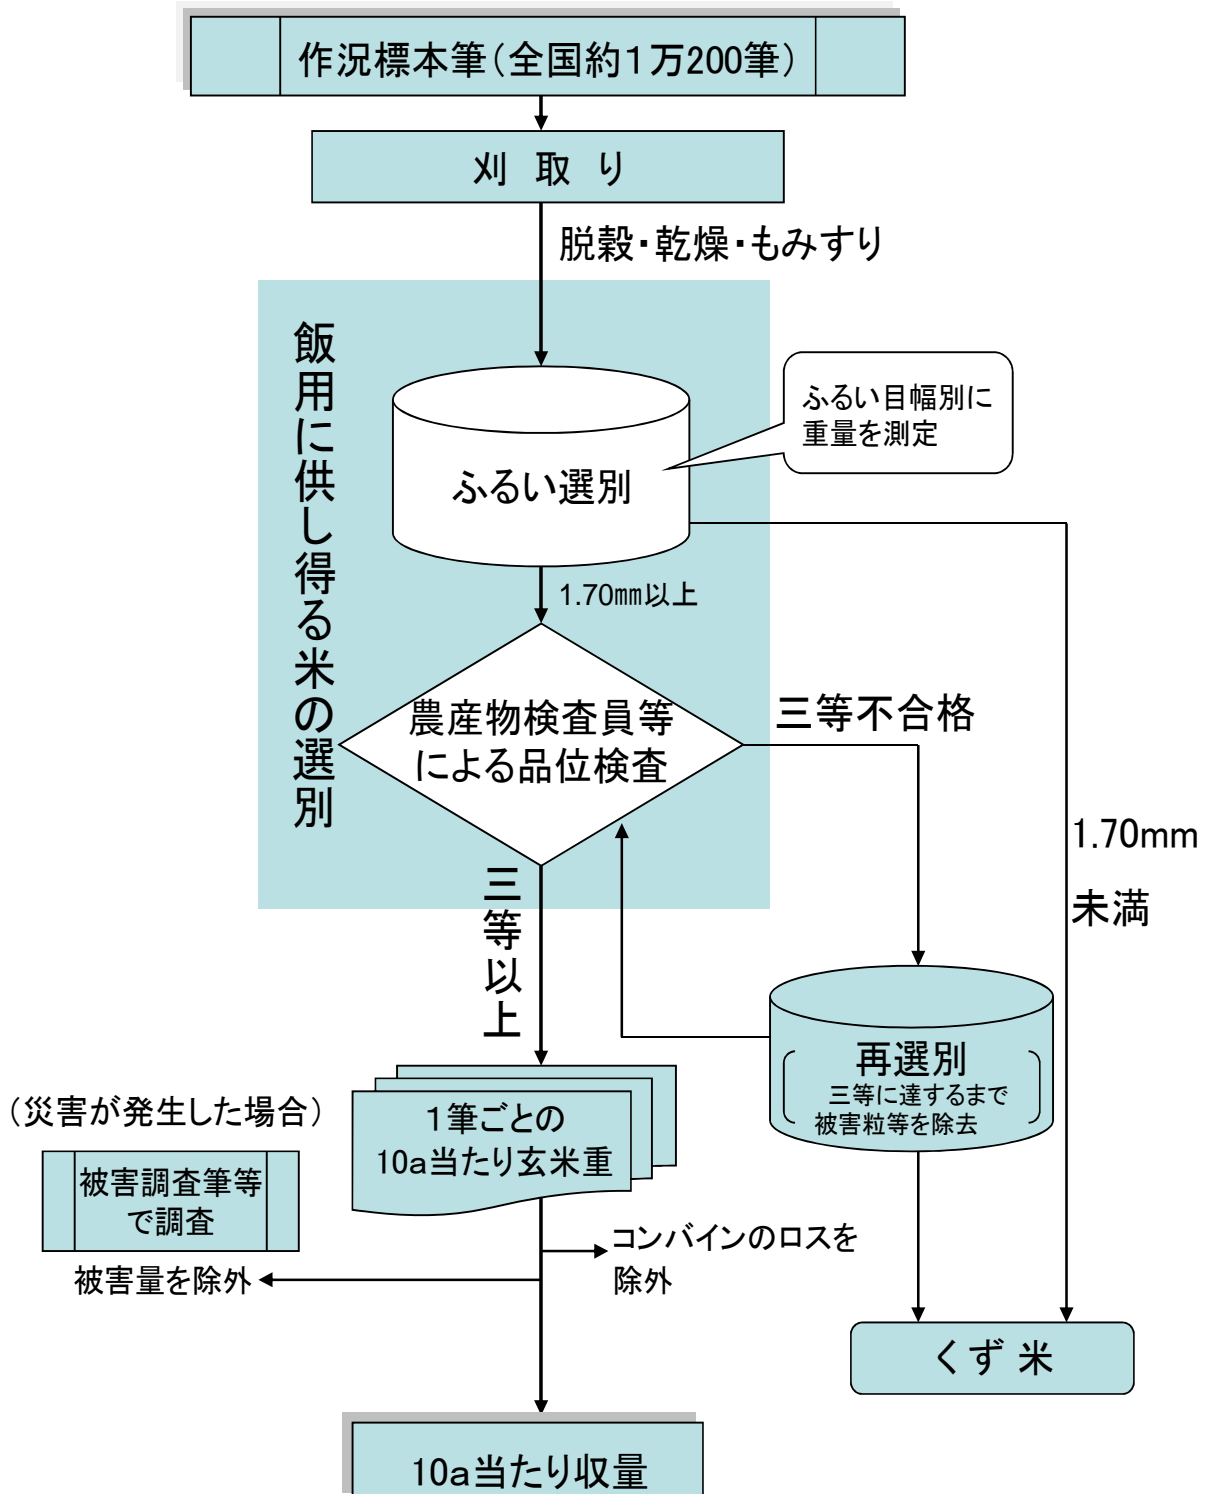 作況標本筆（全国約１万200筆）
刈 取 り
脱穀・乾燥・もみすり
飯用に供し得る米の選別
ふるい目幅別に
重量を測定
ふるい選別
1.70㎜以上
農産物検査員等
による品位検査
三等不合格
1.70mm
未満
三等以上
再選別
三等に達するまで
被害粒等を除去
（災害が発生した場合）
被害調査筆等
で調査
１筆ごとの
10a当たり玄米重
コンバインのロスを
除外
被害量を除外
くず 米
10a当たり収量